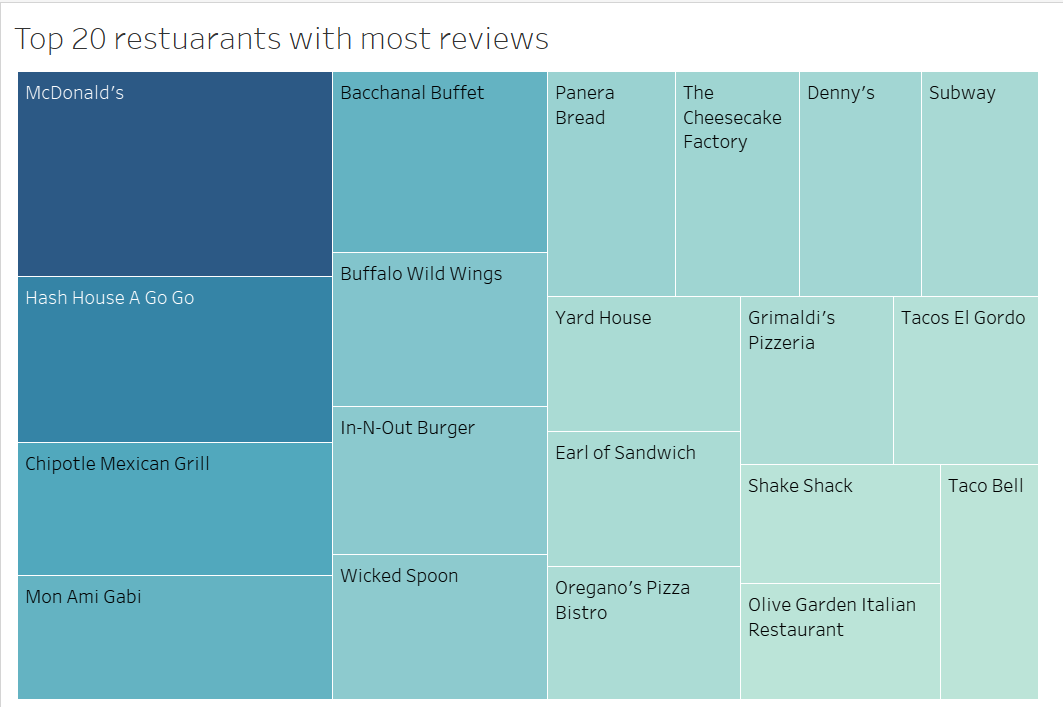 Top 20 restuarants with most reviews
McDonald's
Hash House A Go Go
Chipotle Mexican Grill
Mon Ami Gabi
Bacchanal Buffet
Buffalo Wild Wings
In-N-Out Burger
Wicked Spoon
Panera
Bread
The
Cheesecake
Factory
Denny's
Subway
Yard House
Earl of Sandwich
Oregano's Pizza
Bistro
Grimaldi's
Pizzeria
Tacos El Gordo
Shake Shack
Olive Garden Italian
Restaurant
Taco Bell